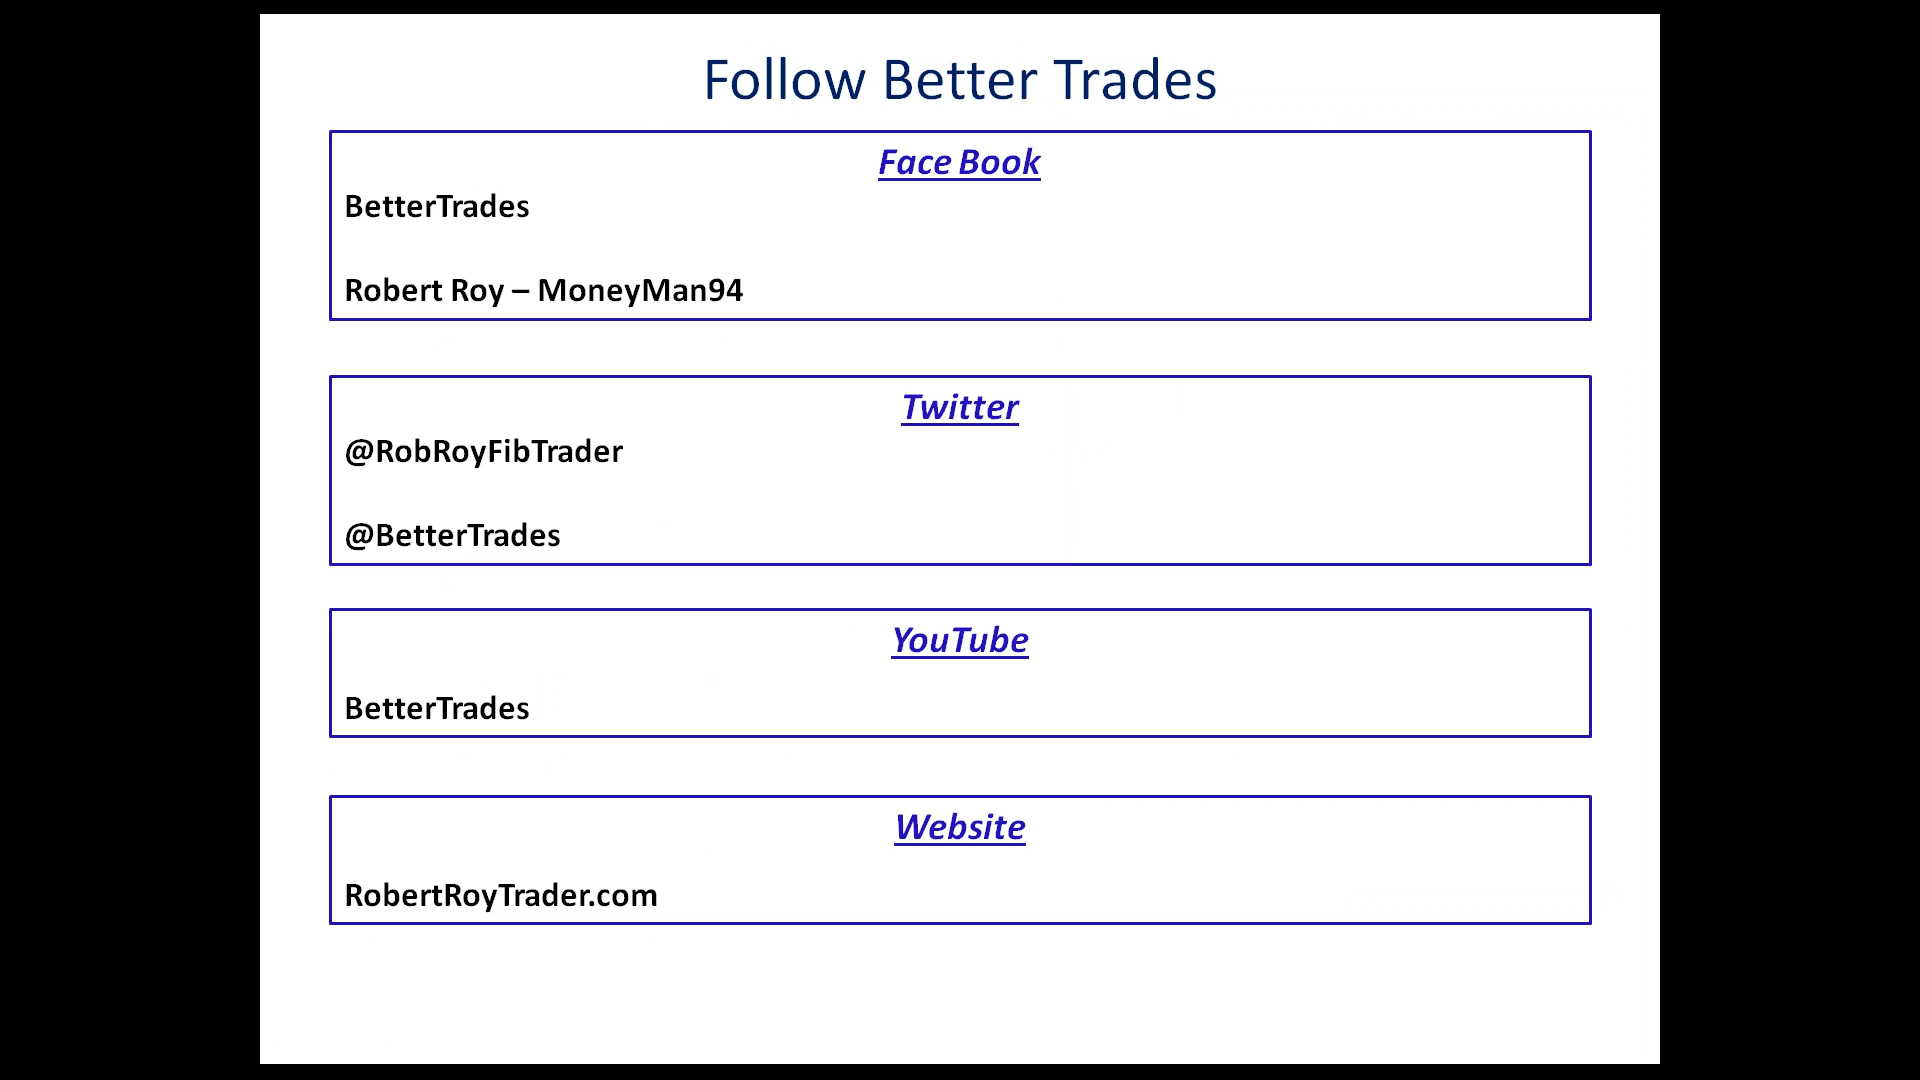 Follow Better Trades
Face Book
BetterTrades
Robert Roy – MoneyMan94
Twitter
@RobRoyFibTrader
@BetterTrades
YouTube
BetterTrades
Website
RobertRoyTrader.com